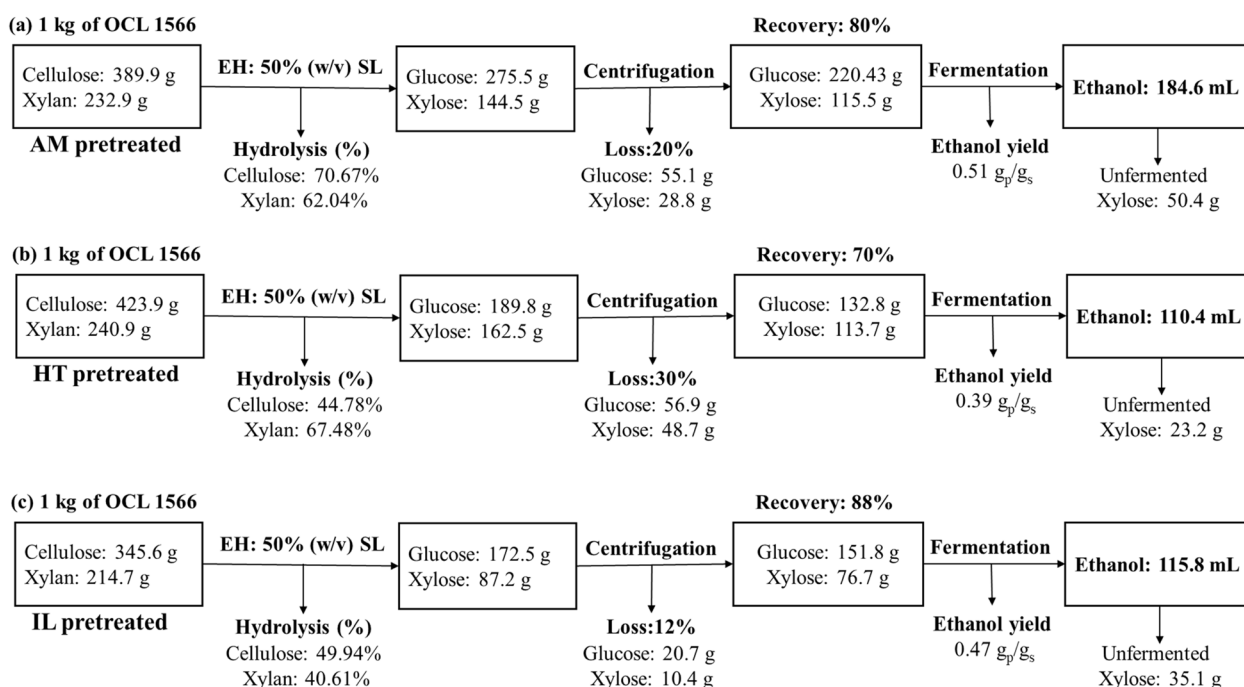 (a) 1 kg of OCL 1566
Recovery: 80%
Cellulose: 389.9 g
Xylan: 232.9 g
EH: 50% (w/v) SL
Glucose: 275.5 g
Xylose: 144.5 g
Centrifugation
Glucose: 220.43 g
Xylose: 115.5 g
Fermentation
Ethanol: 184.6 mL
AM pretreated
Hydrolysis (%)
Cellulose: 70.67%
Xylan: 62.04%
Loss:20%
Glucose: 55.1 g
Xylose: 28.8 g
Ethanol yield
0.51 gp/gs
Unfermented
Xylose: 50.4 g
(b) 1 kg of OCL 1566
Recovery: 70%
Cellulose: 423.9 g
Xylan: 240.9 g
EH: 50% (w/v) SL
Glucose: 189.8 g
Xylose: 162.5 g
Centrifugation
Glucose: 132.8 g
Xylose: 113.7 g
Fermentation
Ethanol: 110.4 mL
HT pretreated
Hydrolysis (%)
Cellulose: 44.78%
Xylan: 67.48%
Loss:30%
Glucose: 56.9 g
Xylose: 48.7 g
Ethanol yield
0.39 gp/gs
Unfermented
Xylose: 23.2 g
(c) 1 kg of OCL 1566
Recovery: 88%
Cellulose: 345.6 g
Xylan: 214.7 g
EH: 50% (w/v) SL
Glucose: 172.5 g
Xylose: 87.2 g
Centrifugation
Glucose: 151.8 g
Xylose: 76.7 g
Fermentation
Ethanol: 115.8 mL
IL pretreated
Hydrolysis (%)
Cellulose: 49.94%
Xylan: 40.61%
Loss:12%
Glucose: 20.7 g
Xylose: 10.4 g
Ethanol yield
0.47 gp/gs
Unfermented
Xylose: 35.1 g